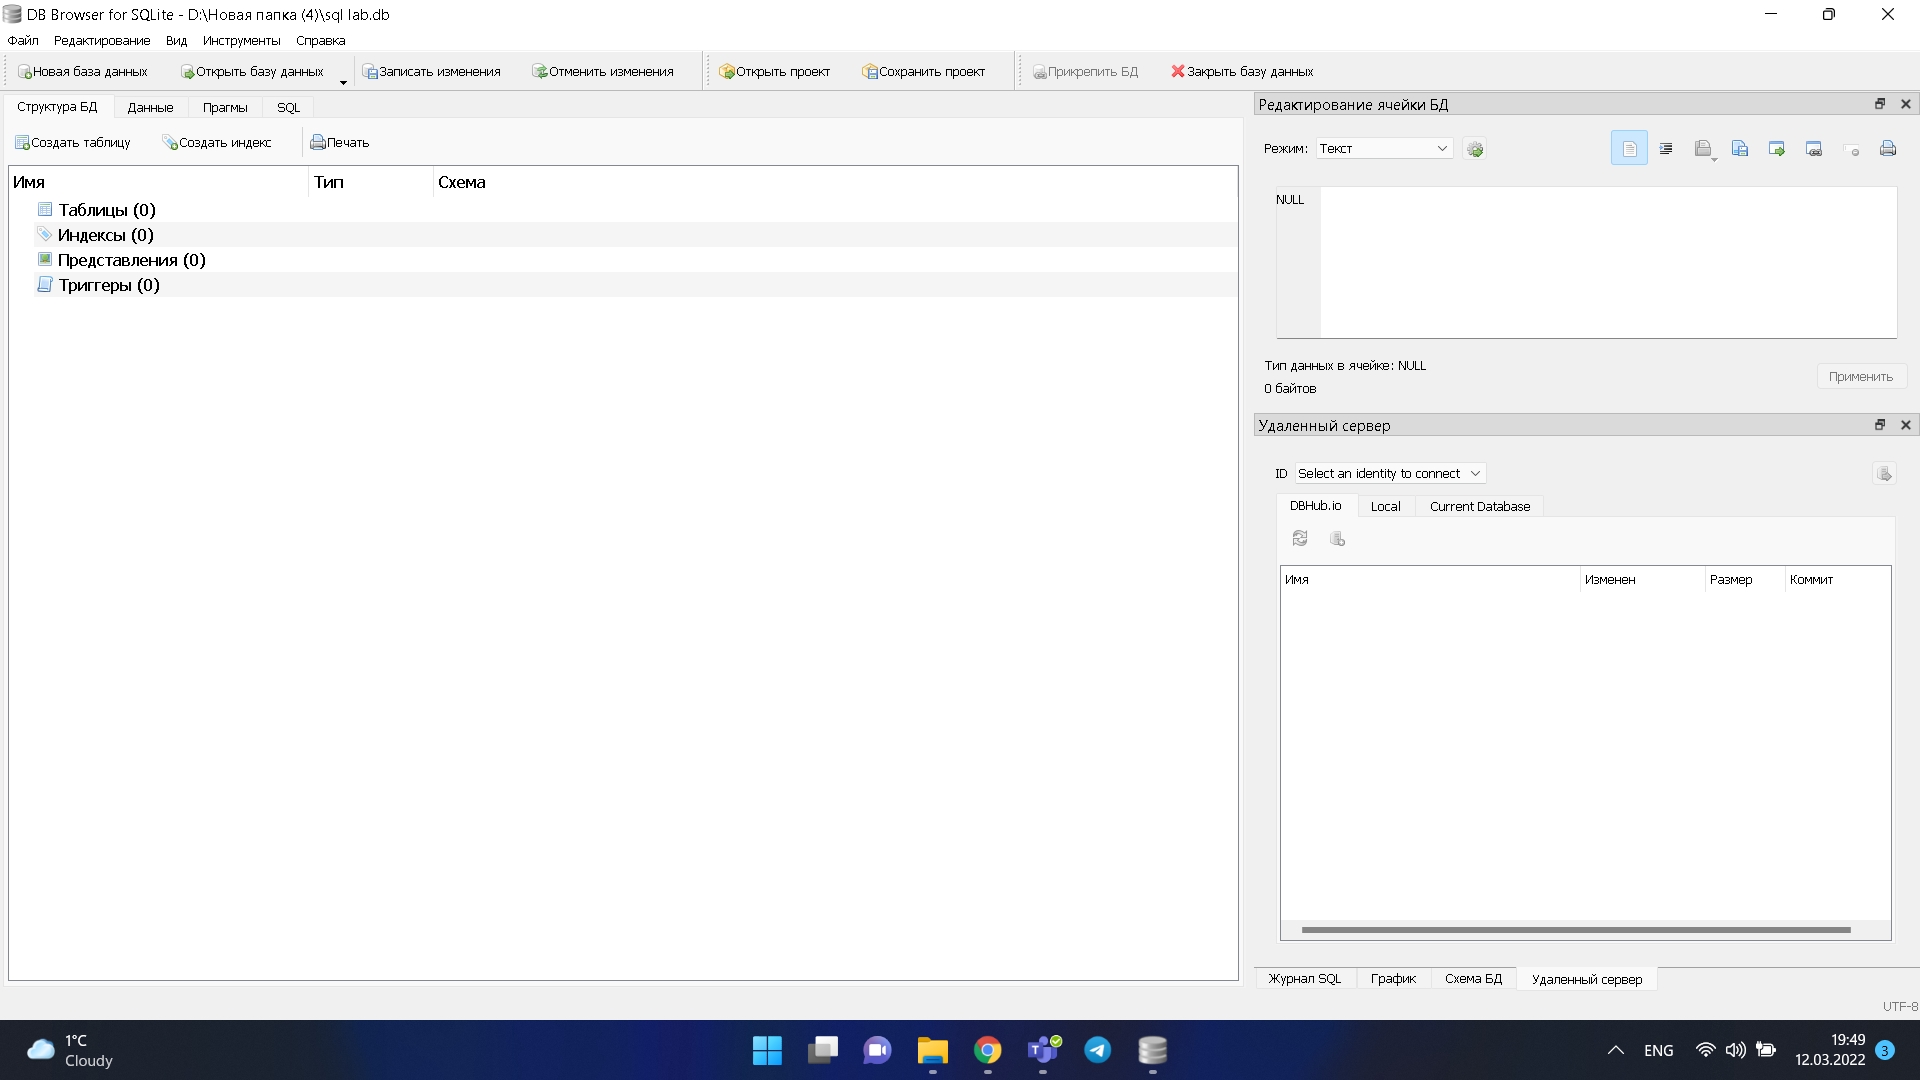 DB Browser for SQLite - D:\Новая папка (4)\sql lab.db
Файл Редактирование Вид Инструменты Справка
Новая база данных Открыть базу данных Записать изменения Отменить изменения Открыть проект Сохранить проект Прикрепить БД Закрыть базу данных
Структура БД Данные Прагмы SQL
Создать таблицу Создать индекс Печать
Имя Тип Схема
Таблицы (0)
Индексы (0)
Представления (0)
Триггеры (0)
Редактирование ячейки БД
Режим: Текст
NULL
Тип данных в ячейке: NULL
0 байтов
Применить
Удаленный сервер
ID Select an identity to connect
DBHub.io Local Current Database
Имя Изменен Размер Коммит
Журнал SQL График Схема БД Удаленный сервер
UTF-8
1°C
Cloudy
ENG
19:49
12.03.2022
3